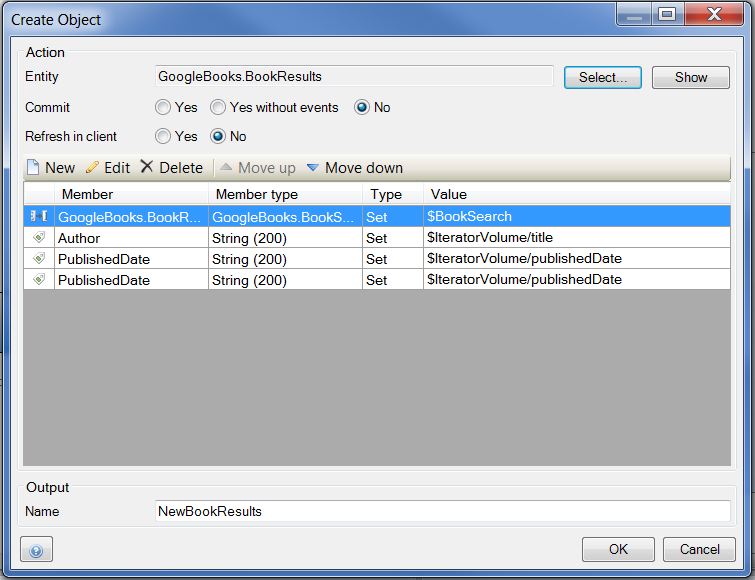 Create Object
Action
Entity GoogleBooks.BookResults Select... Show
Commit Yes Yes without events No
Refresh in client Yes No
New Edit Delete Move up Move down
Member Member type Type Value
GoogleBooks.BookR... GoogleBooks.BookS... Set $BookSearch
Author String (200) Set $IteratorVolume/title
PublishedDate String (200) Set $IteratorVolume/publishedDate
PublishedDate String (200) Set $IteratorVolume/publishedDate
Output
Name NewBookResults
? OK Cancel